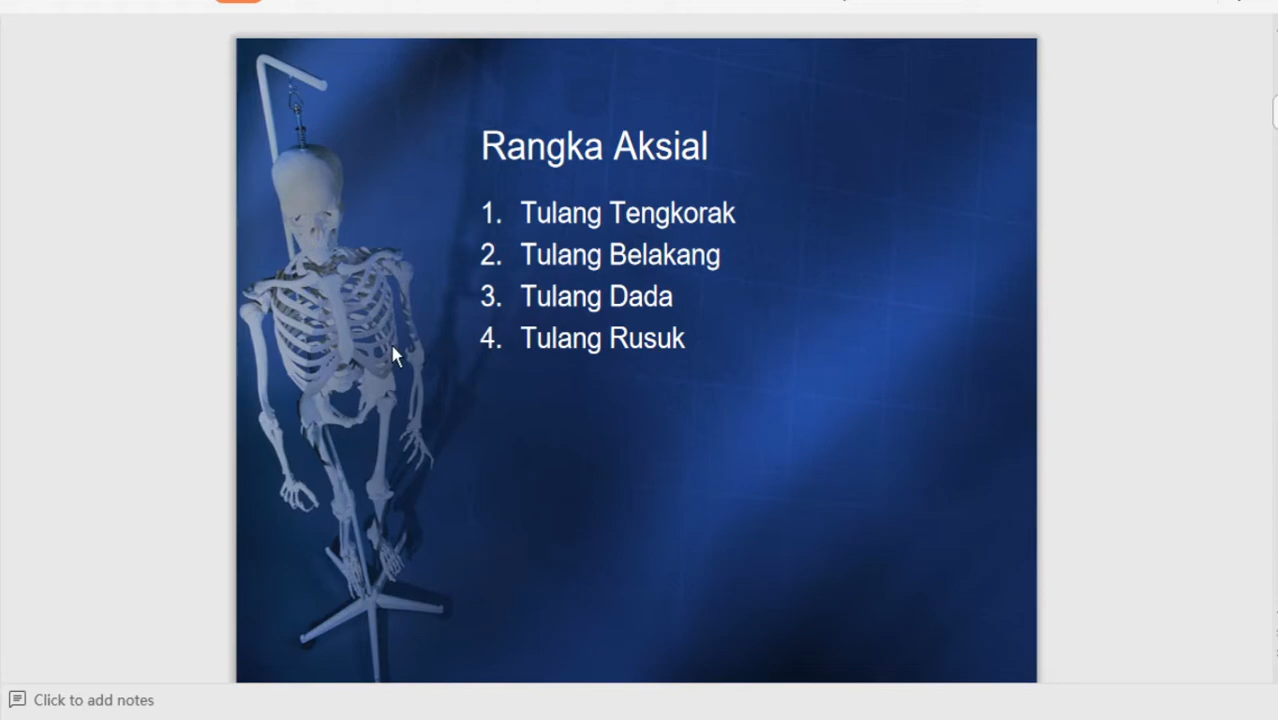 Rangka Aksial
1. Tulang Tengkorak
2. Tulang Belakang
3. Tulang Dada
4. Tulang Rusuk
Click to add notes